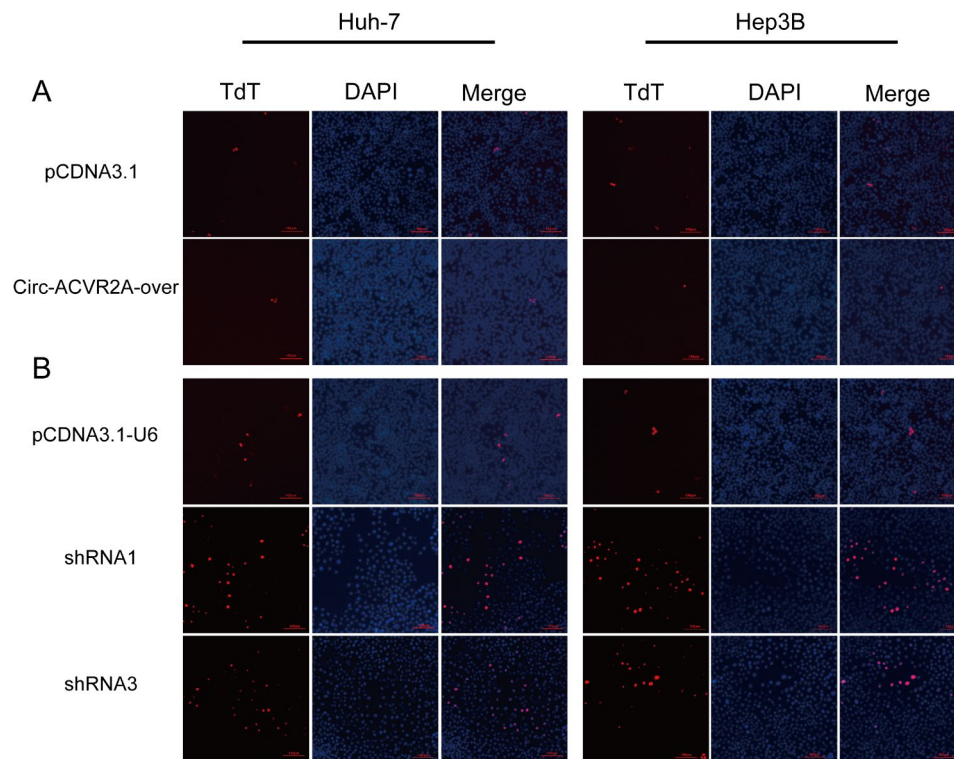 Huh-7 Hep3B
A TdT DAPI Merge TdT DAPI Merge
pCDNA3.1
Circ-ACVR2A-over
B
pCDNA3.1-U6
shRNA1
shRNA3